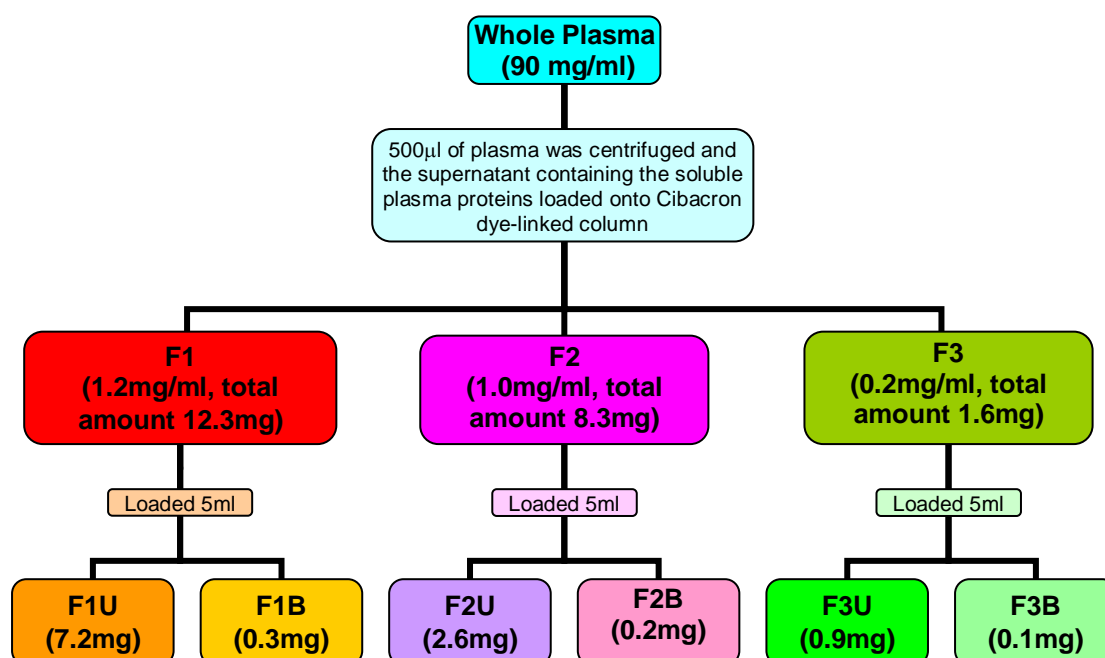 Whole Plasma
(90 mg/ml)
500μl of plasma was centrifuged and
the supernatant containing the soluble
plasma proteins loaded onto Cibacron
dye-linked column
F1
(1.2mg/ml, total
amount 12.3mg)
F2
(1.0mg/ml, total
amount 8.3mg)
F3
(0.2mg/ml, total
amount 1.6mg)
Loaded 5ml
Loaded 5ml
Loaded 5ml
F1U
(7.2mg)
F1B
(0.3mg)
F2U
(2.6mg)
F2B
(0.2mg)
F3U
(0.9mg)
F3B
(0.1mg)